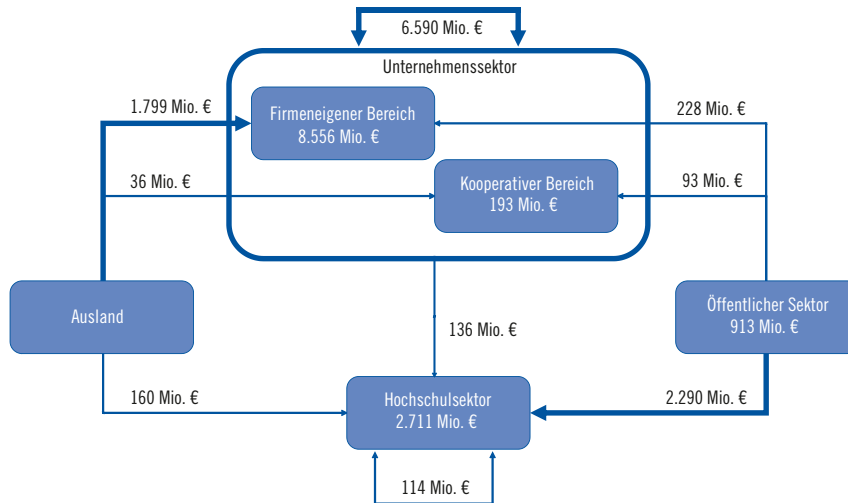 6.590 Mio. €
Unternehmenssektor
1.799 Mio. €
Firmeneigener Bereich
8.556 Mio. €
228 Mio. €
36 Mio. €
Kooperativer Bereich
193 Mio. €
93 Mio. €
Ausland
Öffentlicher Sektor
913 Mio. €
136 Mio. €
160 Mio. €
Hochschulsektor
2.711 Mio. €
2.290 Mio. €
114 Mio. €